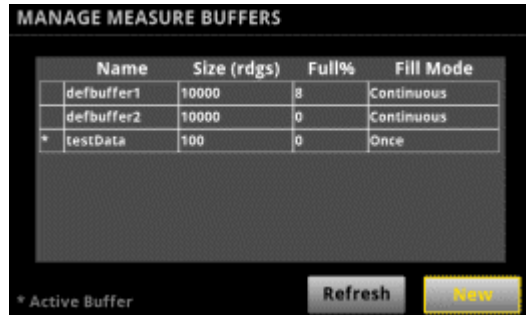 MANAGE MEASURE BUFFERS
Name Size (rdgs) Full% Fill Mode
defbuffer1 10000 8 Continuous
defbuffer2 10000 0 Continuous
* testData 100 0 Once
* Active Buffer Refresh New